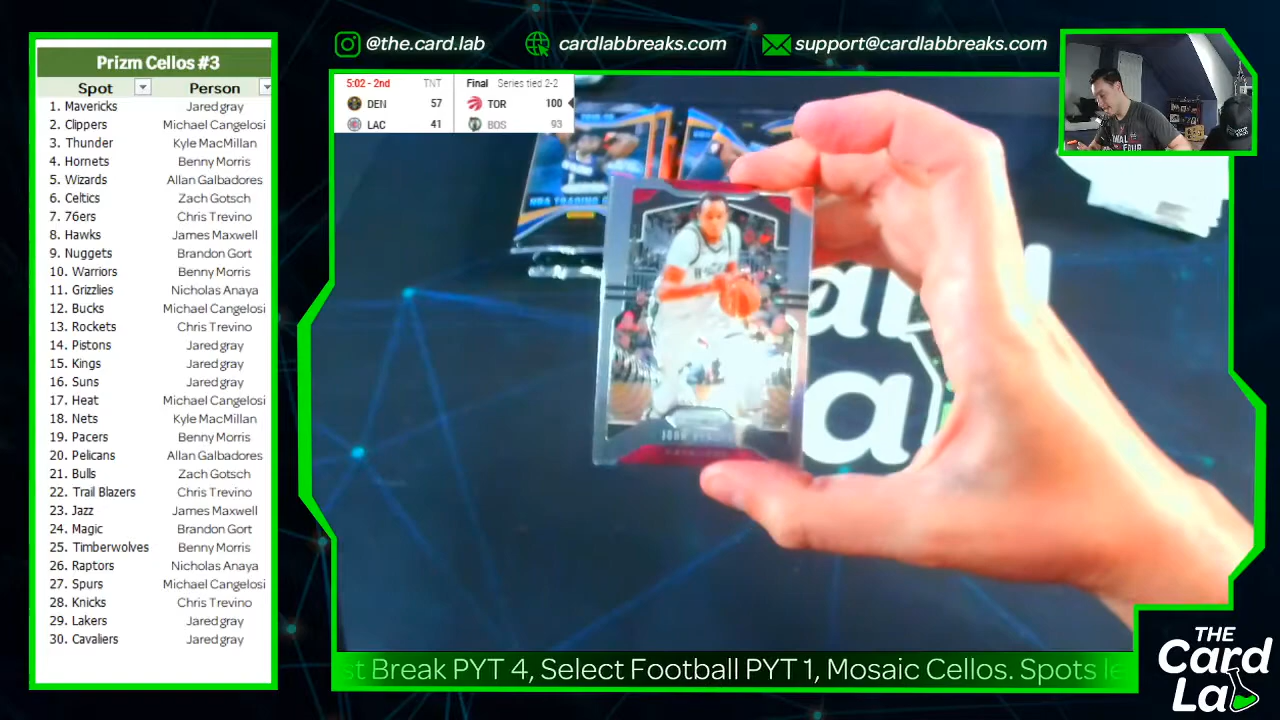 @the.card.lab
cardlabbreaks.com
support@cardlabbreaks.com
Prizm Cellos #3
Spot Person
1. Mavericks Jared gray
2. Clippers Michael Cangelosi
3. Thunder Kyle MacMillan
4. Hornets Benny Morris
5. Wizards Allan Galbadores
6. Celtics Zach Gotsch
7. 76ers Chris Trevino
8. Hawks James Maxwell
9. Nuggets Brandon Gort
10. Warriors Benny Morris
11. Grizzlies Nicholas Anaya
12. Bucks Michael Cangelosi
13. Rockets Chris Trevino
14. Pistons Jared gray
15. Kings Jared gray
16. Suns Jared gray
17. Heat Michael Cangelosi
18. Nets Kyle MacMillan
19. Pacers Benny Morris
20. Pelicans Allan Galbadores
21. Bulls Zach Gotsch
22. Trail Blazers Chris Trevino
23. Jazz James Maxwell
24. Magic Brandon Gort
25. Timberwolves Benny Morris
26. Raptors Nicholas Anaya
27. Spurs Michael Cangelosi
28. Knicks Chris Trevino
29. Lakers Jared gray
30. Cavaliers Jared gray
5:02 - 2nd TNT
DEN 57
LAC 41
Final Series tied 2-2
TOR 100
BOS 93
NBA TRADING
st Break PYT 4, Select Football PYT 1, Mosaic Cellos. Spots le
THE
Card
Lab